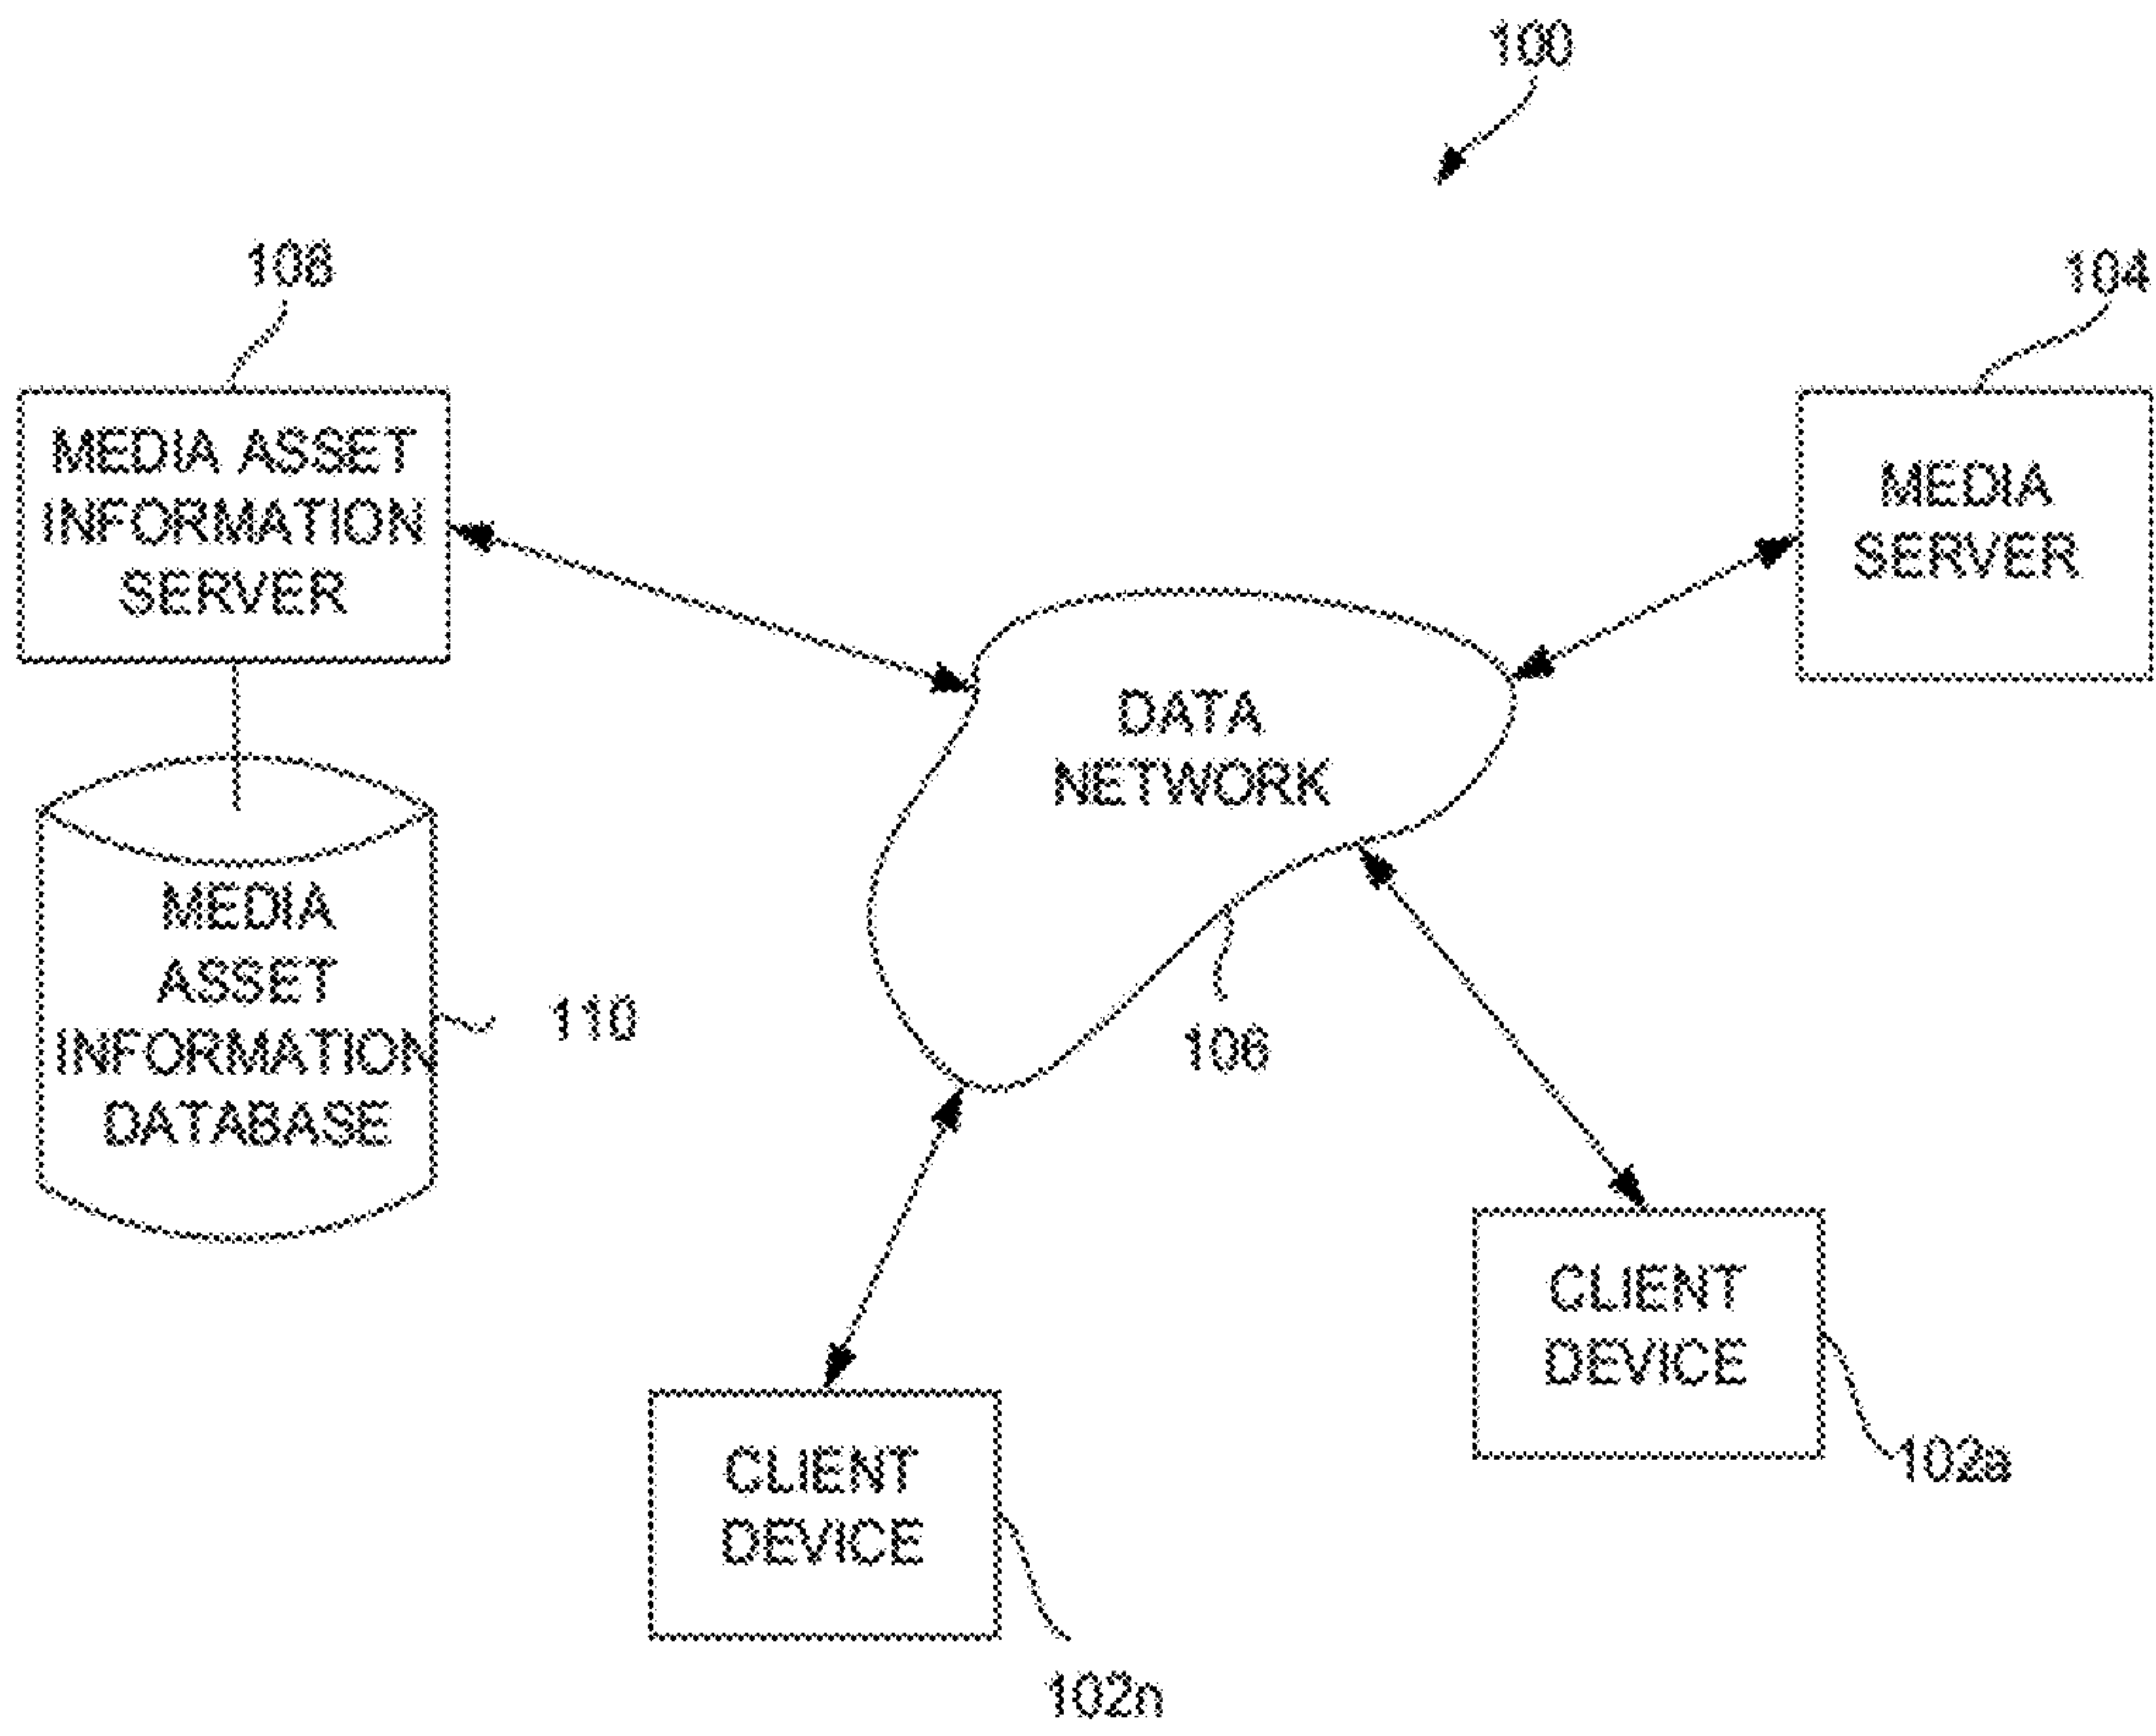 100
108
104
MEDIA ASSET
INFORMATION
SERVER
MEDIA
SERVER
DATA
NETWORK
MEDIA
ASSET
INFORMATION
DATABASE
110
106
CLIENT
DEVICE
102a
CLIENT
DEVICE
102n